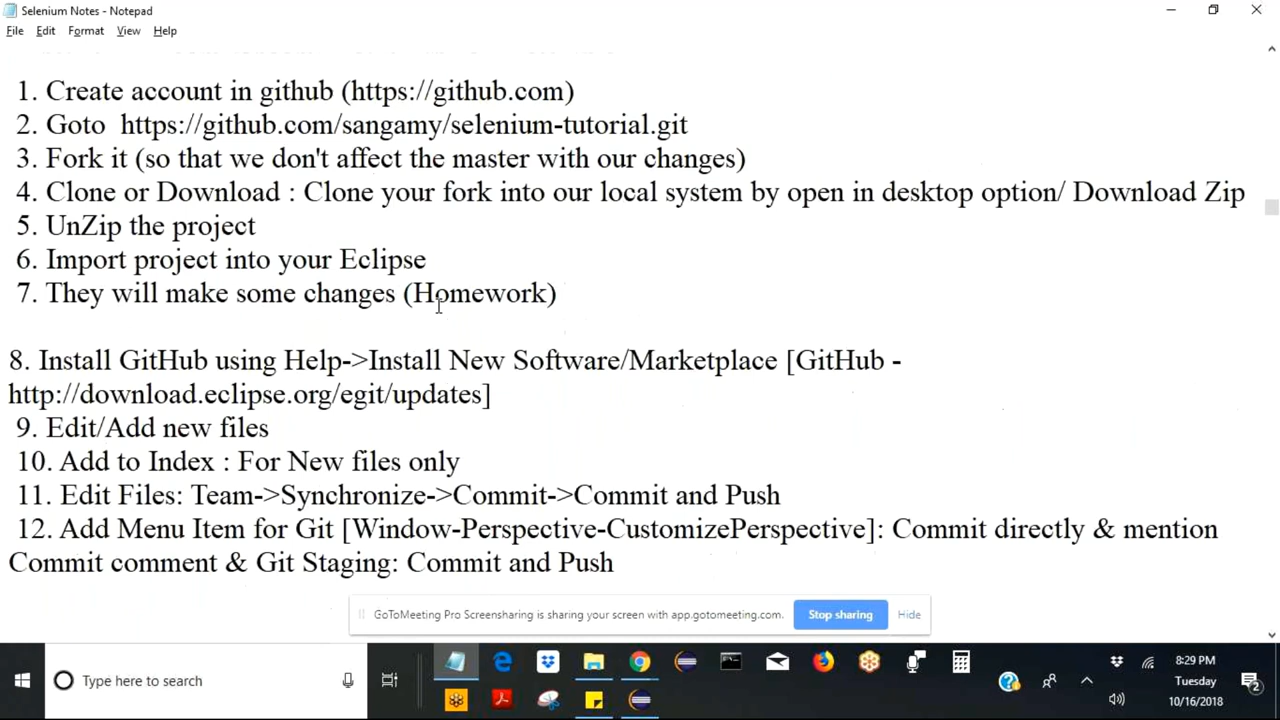 Selenium Notes - Notepad
File Edit Format View Help
1. Create account in github (https://github.com)
2. Goto  https://github.com/sangamy/selenium-tutorial.git
3. Fork it (so that we don't affect the master with our changes)
4. Clone or Download : Clone your fork into our local system by open in desktop option/ Download Zip
5. UnZip the project
6. Import project into your Eclipse
7. They will make some changes (Homework)
8. Install GitHub using Help->Install New Software/Marketplace [GitHub -
http://download.eclipse.org/egit/updates]
9. Edit/Add new files
10. Add to Index : For New files only
11. Edit Files: Team->Synchronize->Commit->Commit and Push
12. Add Menu Item for Git [Window-Perspective-CustomizePerspective]: Commit directly & mention
Commit comment & Git Staging: Commit and Push
GoToMeeting Pro Screensharing is sharing your screen with app.gotomeeting.com. Stop sharing Hide
Type here to search
8:29 PM
Tuesday
10/16/2018
2